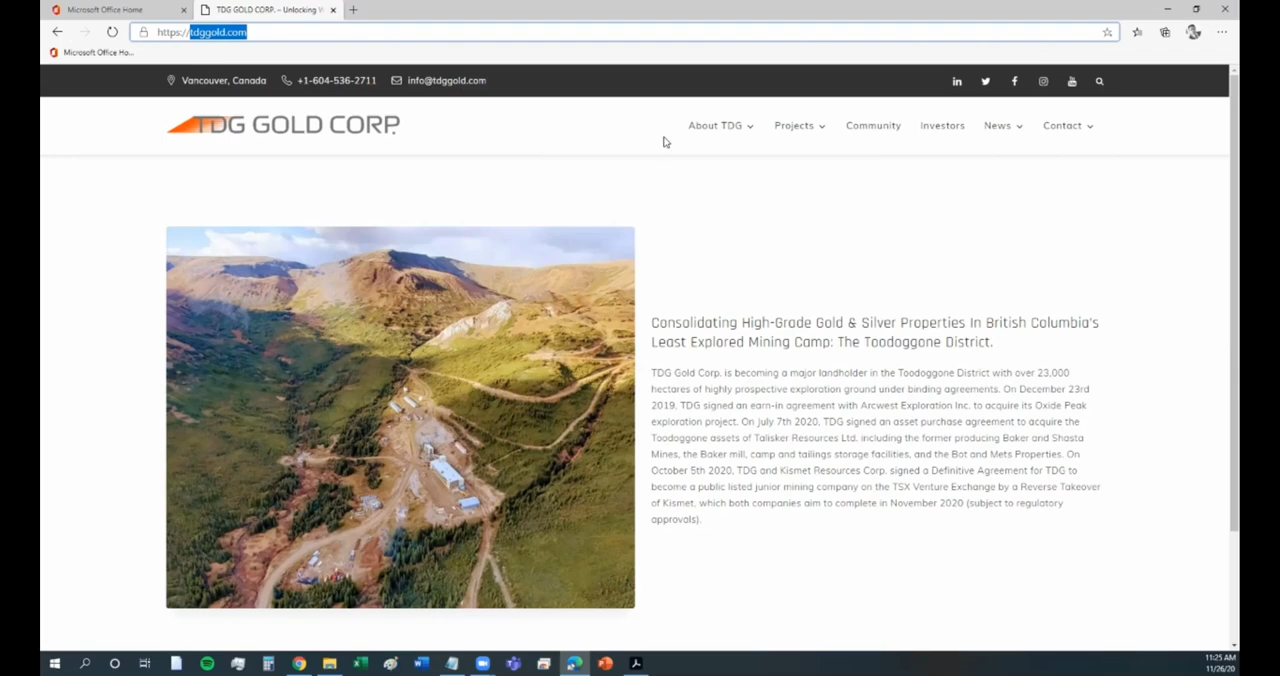 Microsoft Office Home
TDG GOLD CORP. – Unlocking V
https://tdggold.com
Microsoft Office Ho...
Vancouver, Canada +1-604-536-2711 info@tdggold.com
TDG GOLD CORP.
About TDG Projects Community Investors News Contact
Consolidating High-Grade Gold & Silver Properties In British Columbia's
Least Explored Mining Camp: The Toodoggone District.
TDG Gold Corp. is becoming a major landholder in the Toodoggone District with over 23,000
hectares of highly prospective exploration ground under binding agreements. On December 23rd
2019, TDG signed an earn-in agreement with Arcwest Exploration Inc. to acquire its Oxide Peak
exploration project. On July 7th 2020, TDG signed an asset purchase agreement to acquire the
Toodoggone assets of Talisker Resources Ltd. including the former producing Baker and Shasta
Mines, the Baker mill, camp and tailings storage facilities, and the Bot and Mets Properties. On
October 5th 2020, TDG and Kismet Resources Corp. signed a Definitive Agreement for TDG to
become a public listed junior mining company on the TSX Venture Exchange by a Reverse Takeover
of Kismet, which both companies aim to complete in November 2020 (subject to regulatory
approvals).
11:25 AM
11/26/20